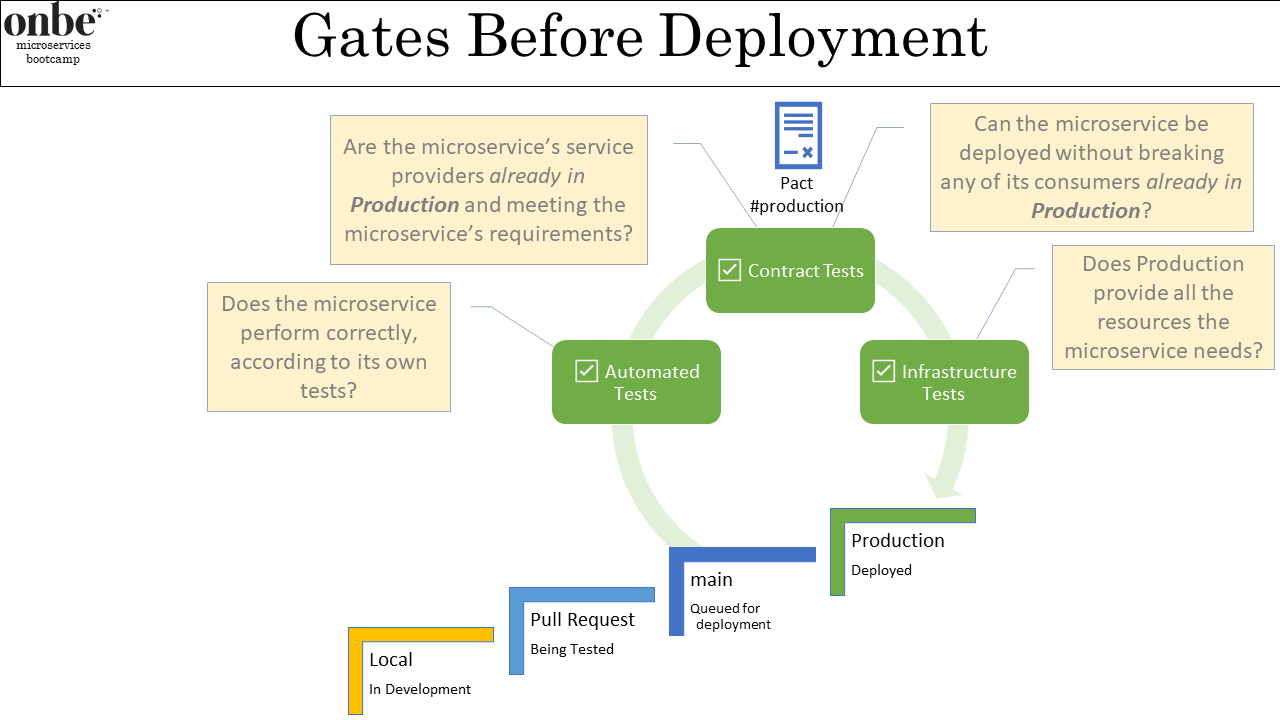 onbe
microservices
bootcamp
Gates Before Deployment
Are the microservice’s service
providers already in
Production and meeting the
microservice’s requirements?
Pact
#production
Can the microservice be
deployed without breaking
any of its consumers already in
Production?
Does the microservice
perform correctly,
according to its own
tests?
Contract Tests
Does Production
provide all the
resources the
microservice needs?
Automated
Tests
Infrastructure
Tests
Production
Deployed
main
Queued for
deployment
Pull Request
Being Tested
Local
In Development